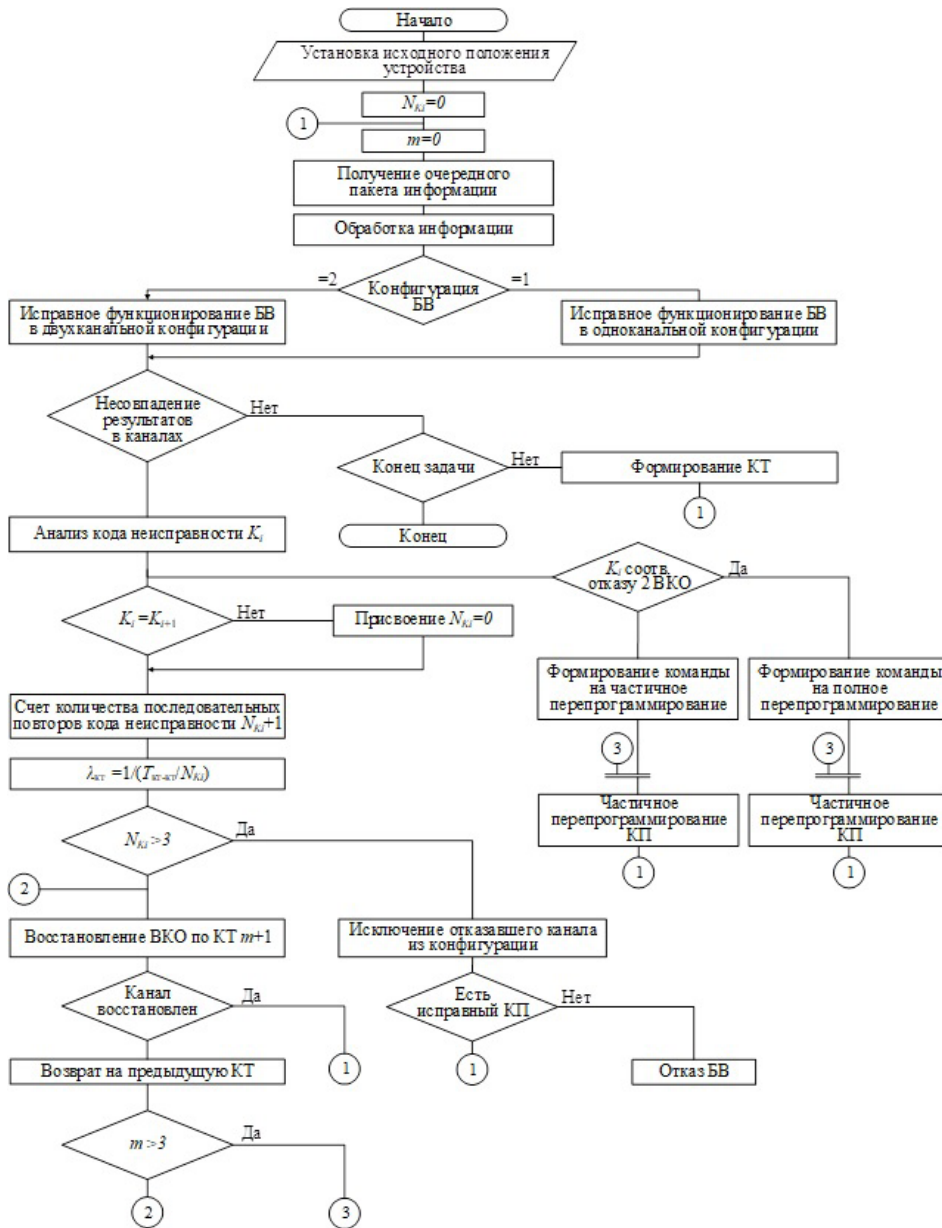 Начало
Установка исходного положения
устройства
N_Ki=0
1
m=0
Получение очередного
пакета информации
Обработка информации
=2
Конфигурация
БВ
=1
Исправное функционирование БВ
в двухканальной конфигурации
Исправное функционирование БВ
в одноканальной конфигурации
Несовпадение
результатов
в каналах
Нет
Конец задачи
Нет
Формирование КТ
1
Конец
Анализ кода неисправности K_i
K_i соотв.
отказу 2 ВКО
Да
K_i =K_i+1
Нет
Присвоение N_Ki=0
Формирование команды
на частичное
перепрограммирование
Формирование команды
на полное
перепрограммирование
Счет количества последовательных
повторов кода неисправности N_Ki+1
3
3
λ_кт =1/(T_кт-кт/N_Ki)
Частичное
перепрограммирование
КП
Частичное
перепрограммирование
КП
N_Ki>3
Да
1
1
2
Восстановление ВКО по КТ m+1
Исключение отказавшего канала
из конфигурации
Канал
восстановлен
Да
Есть
исправный КП
Нет
1
1
Возврат на предыдущую КТ
Отказ БВ
m>3
Да
2
3